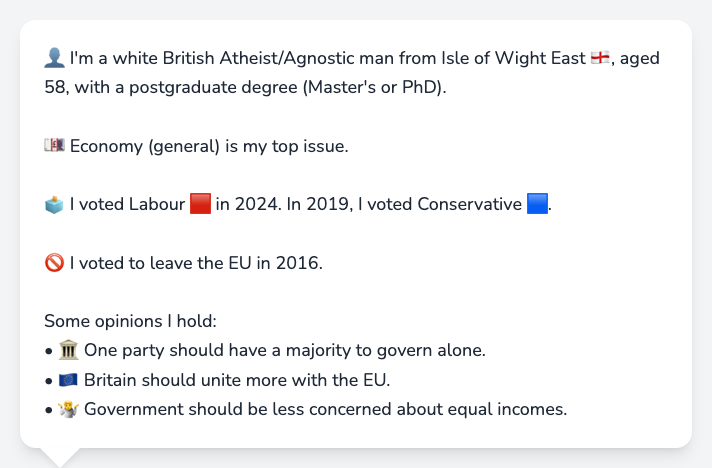 👤 I'm a white British Atheist/Agnostic man from Isle of Wight East 🏴󠁧󠁢󠁥󠁮󠁧󠁿, aged
58, with a postgraduate degree (Master's or PhD).
💷 Economy (general) is my top issue.
🗳️ I voted Labour 🟥 in 2024. In 2019, I voted Conservative 🟦.
🚫 I voted to leave the EU in 2016.
Some opinions I hold:
• 🏛️ One party should have a majority to govern alone.
• 🇪🇺 Britain should unite more with the EU.
• 🤷 Government should be less concerned about equal incomes.